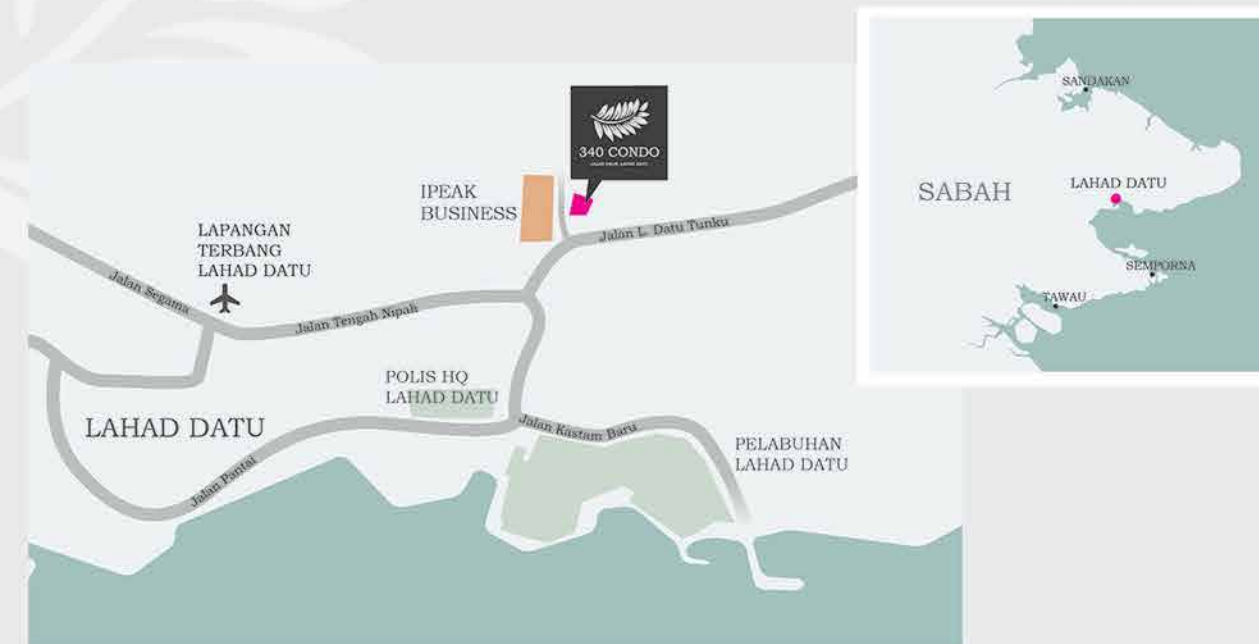 340 CONDO
IPEAK
BUSINESS
LAPANGAN
TERBANG
LAHAD DATU
Jalan L. Datu Tunku
Jalan Segama
Jalan Tengah Nipah
POLIS HQ
LAHAD DATU
LAHAD DATU
Jalan Kastam Baru
PELABUHAN
LAHAD DATU
Jalan Pantai
SANDAKAN
SABAH
LAHAD DATU
SEMPORNA
TAWAU